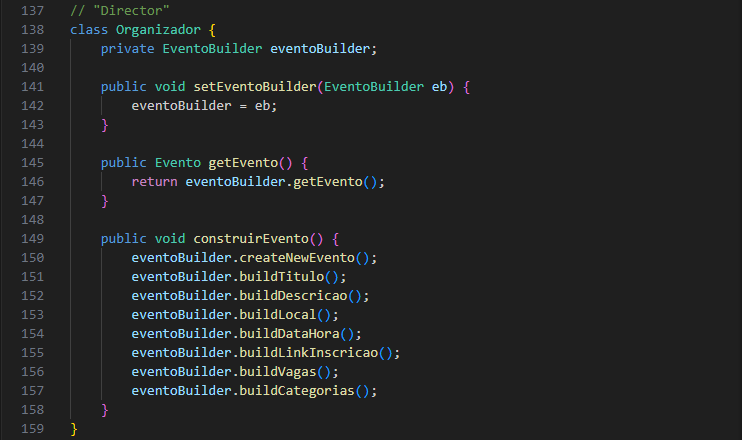 137 // "Director"
138 class Organizador {
139     private EventoBuilder eventoBuilder;
140
141     public void setEventoBuilder(EventoBuilder eb) {
142         eventoBuilder = eb;
143     }
144
145     public Evento getEvento() {
146         return eventoBuilder.getEvento();
147     }
148
149     public void construirEvento() {
150         eventoBuilder.createNewEvento();
151         eventoBuilder.buildTitulo();
152         eventoBuilder.buildDescricao();
153         eventoBuilder.buildLocal();
154         eventoBuilder.buildDataHora();
155         eventoBuilder.buildLinkInscricao();
156         eventoBuilder.buildVagas();
157         eventoBuilder.buildCategorias();
158     }
159 }